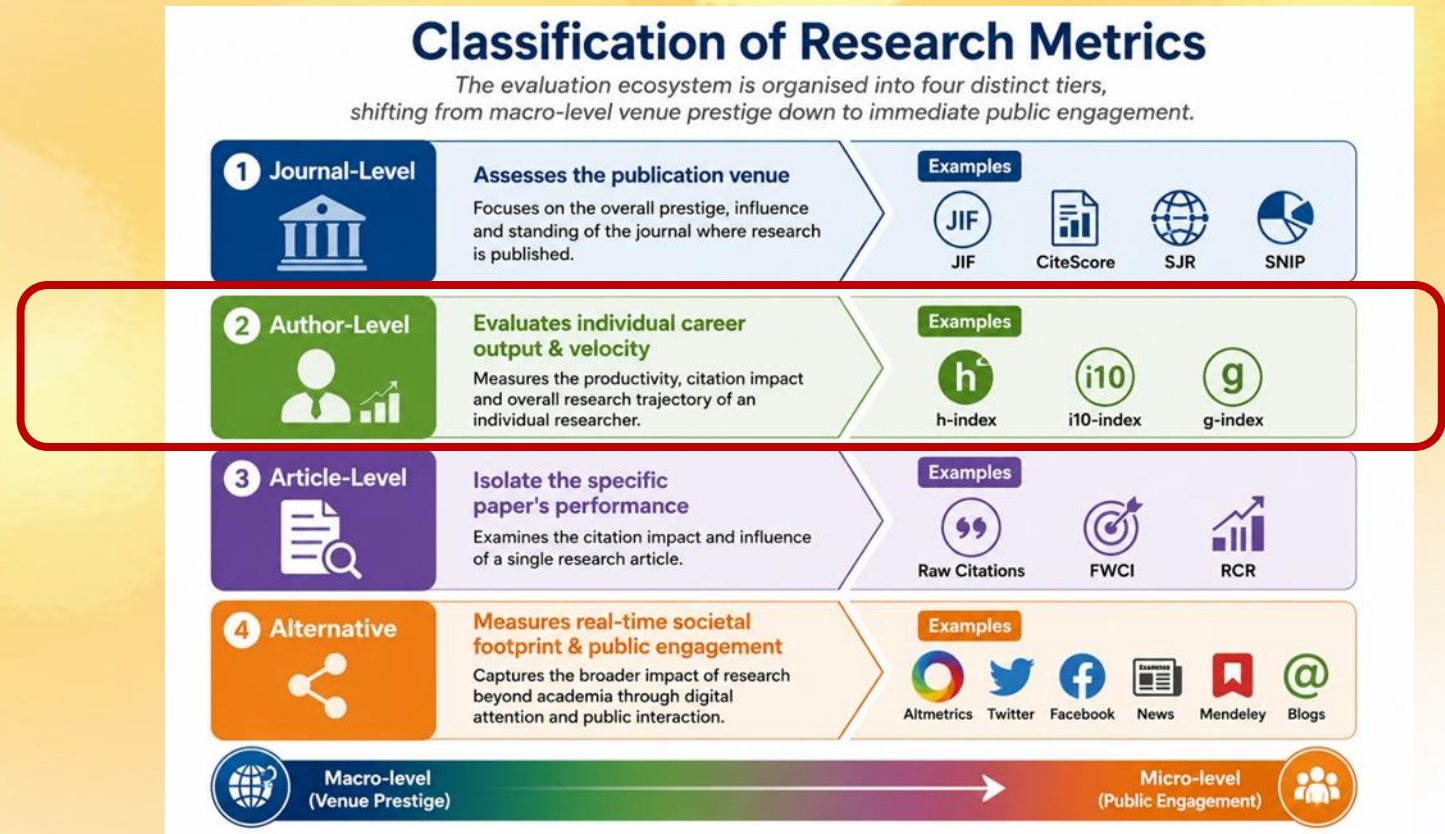 Classification of Research Metrics
The evaluation ecosystem is organised into four distinct tiers,
shifting from macro-level venue prestige down to immediate public engagement.
1 Journal-Level
Assesses the publication venue
Focuses on the overall prestige, influence
and standing of the journal where research
is published.
Examples
JIF
JIF CiteScore SJR SNIP
2 Author-Level
Evaluates individual career
output & velocity
Measures the productivity, citation impact
and overall research trajectory of an
individual researcher.
Examples
h i10 g
h-index i10-index g-index
3 Article-Level
Isolate the specific
paper's performance
Examines the citation impact and influence
of a single research article.
Examples
Raw Citations FWCI RCR
4 Alternative
Measures real-time societal
footprint & public engagement
Captures the broader impact of research
beyond academia through digital
attention and public interaction.
Examples
Altmetrics Twitter Facebook News Mendeley Blogs
Macro-level
(Venue Prestige)
Micro-level
(Public Engagement)